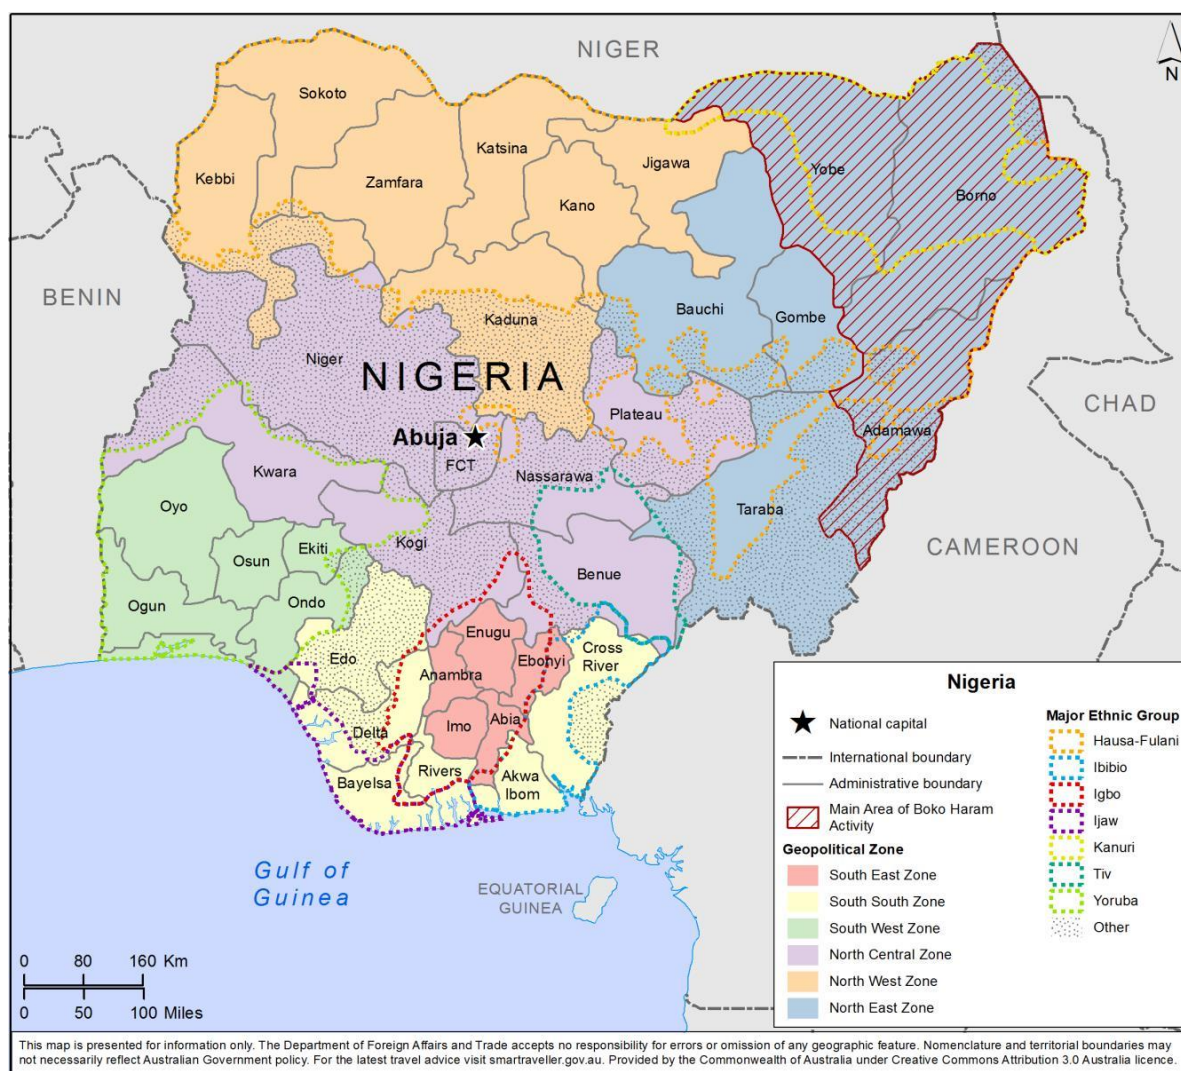 NIGER
N
Sokoto
Katsina
Jigawa
Kebbi
Zamfara
Kano
Yobe
Borno
BENIN
Bauchi
Gombe
Kaduna
Niger
NIGERIA
CHAD
Plateau
Abuja
Adamawa
FCT
Kwara
Nassarawa
Oyo
Taraba
Kogi
CAMEROON
Ekiti
Osun
Benue
Ogun
Ondo
Enugu
Edo
Ebonyi
Cross
River
Anambra
Delta
Imo
Abia
Bayelsa
Rivers
Akwa
Ibom
Gulf of
Guinea
EQUATORIAL
GUINEA
0 80 160 Km
0 50 100 Miles
Nigeria
National capital
International boundary
Administrative boundary
Main Area of Boko Haram
Activity
Geopolitical Zone
South East Zone
South South Zone
South West Zone
North Central Zone
North West Zone
North East Zone
Major Ethnic Group
Hausa-Fulani
Ibibio
Igbo
Ijaw
Kanuri
Tiv
Yoruba
Other
This map is presented for information only. The Department of Foreign Affairs and Trade accepts no responsibility for errors or omission of any geographic feature. Nomenclature and territorial boundaries may
not necessarily reflect Australian Government policy. For the latest travel advice visit smartraveller.gov.au. Provided by the Commonwealth of Australia under Creative Commons Attribution 3.0 Australia licence.